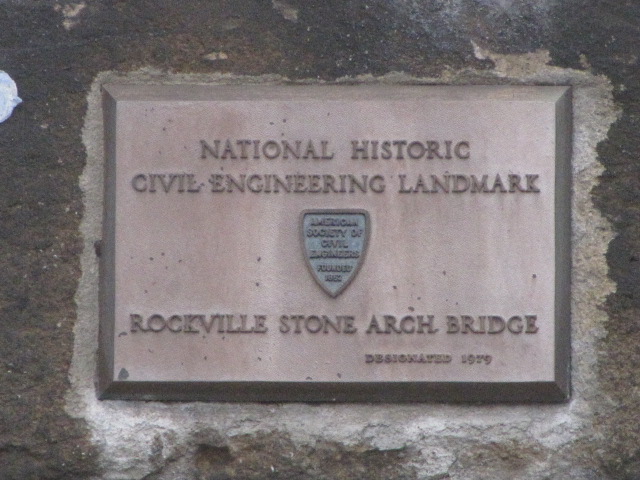 NATIONAL HISTORIC
CIVIL ENGINEERING LANDMARK
AMERICAN
SOCIETY OF
CIVIL
ENGINEERS
FOUNDED
1852
ROCKVILLE STONE ARCH BRIDGE
DESIGNATED 1979